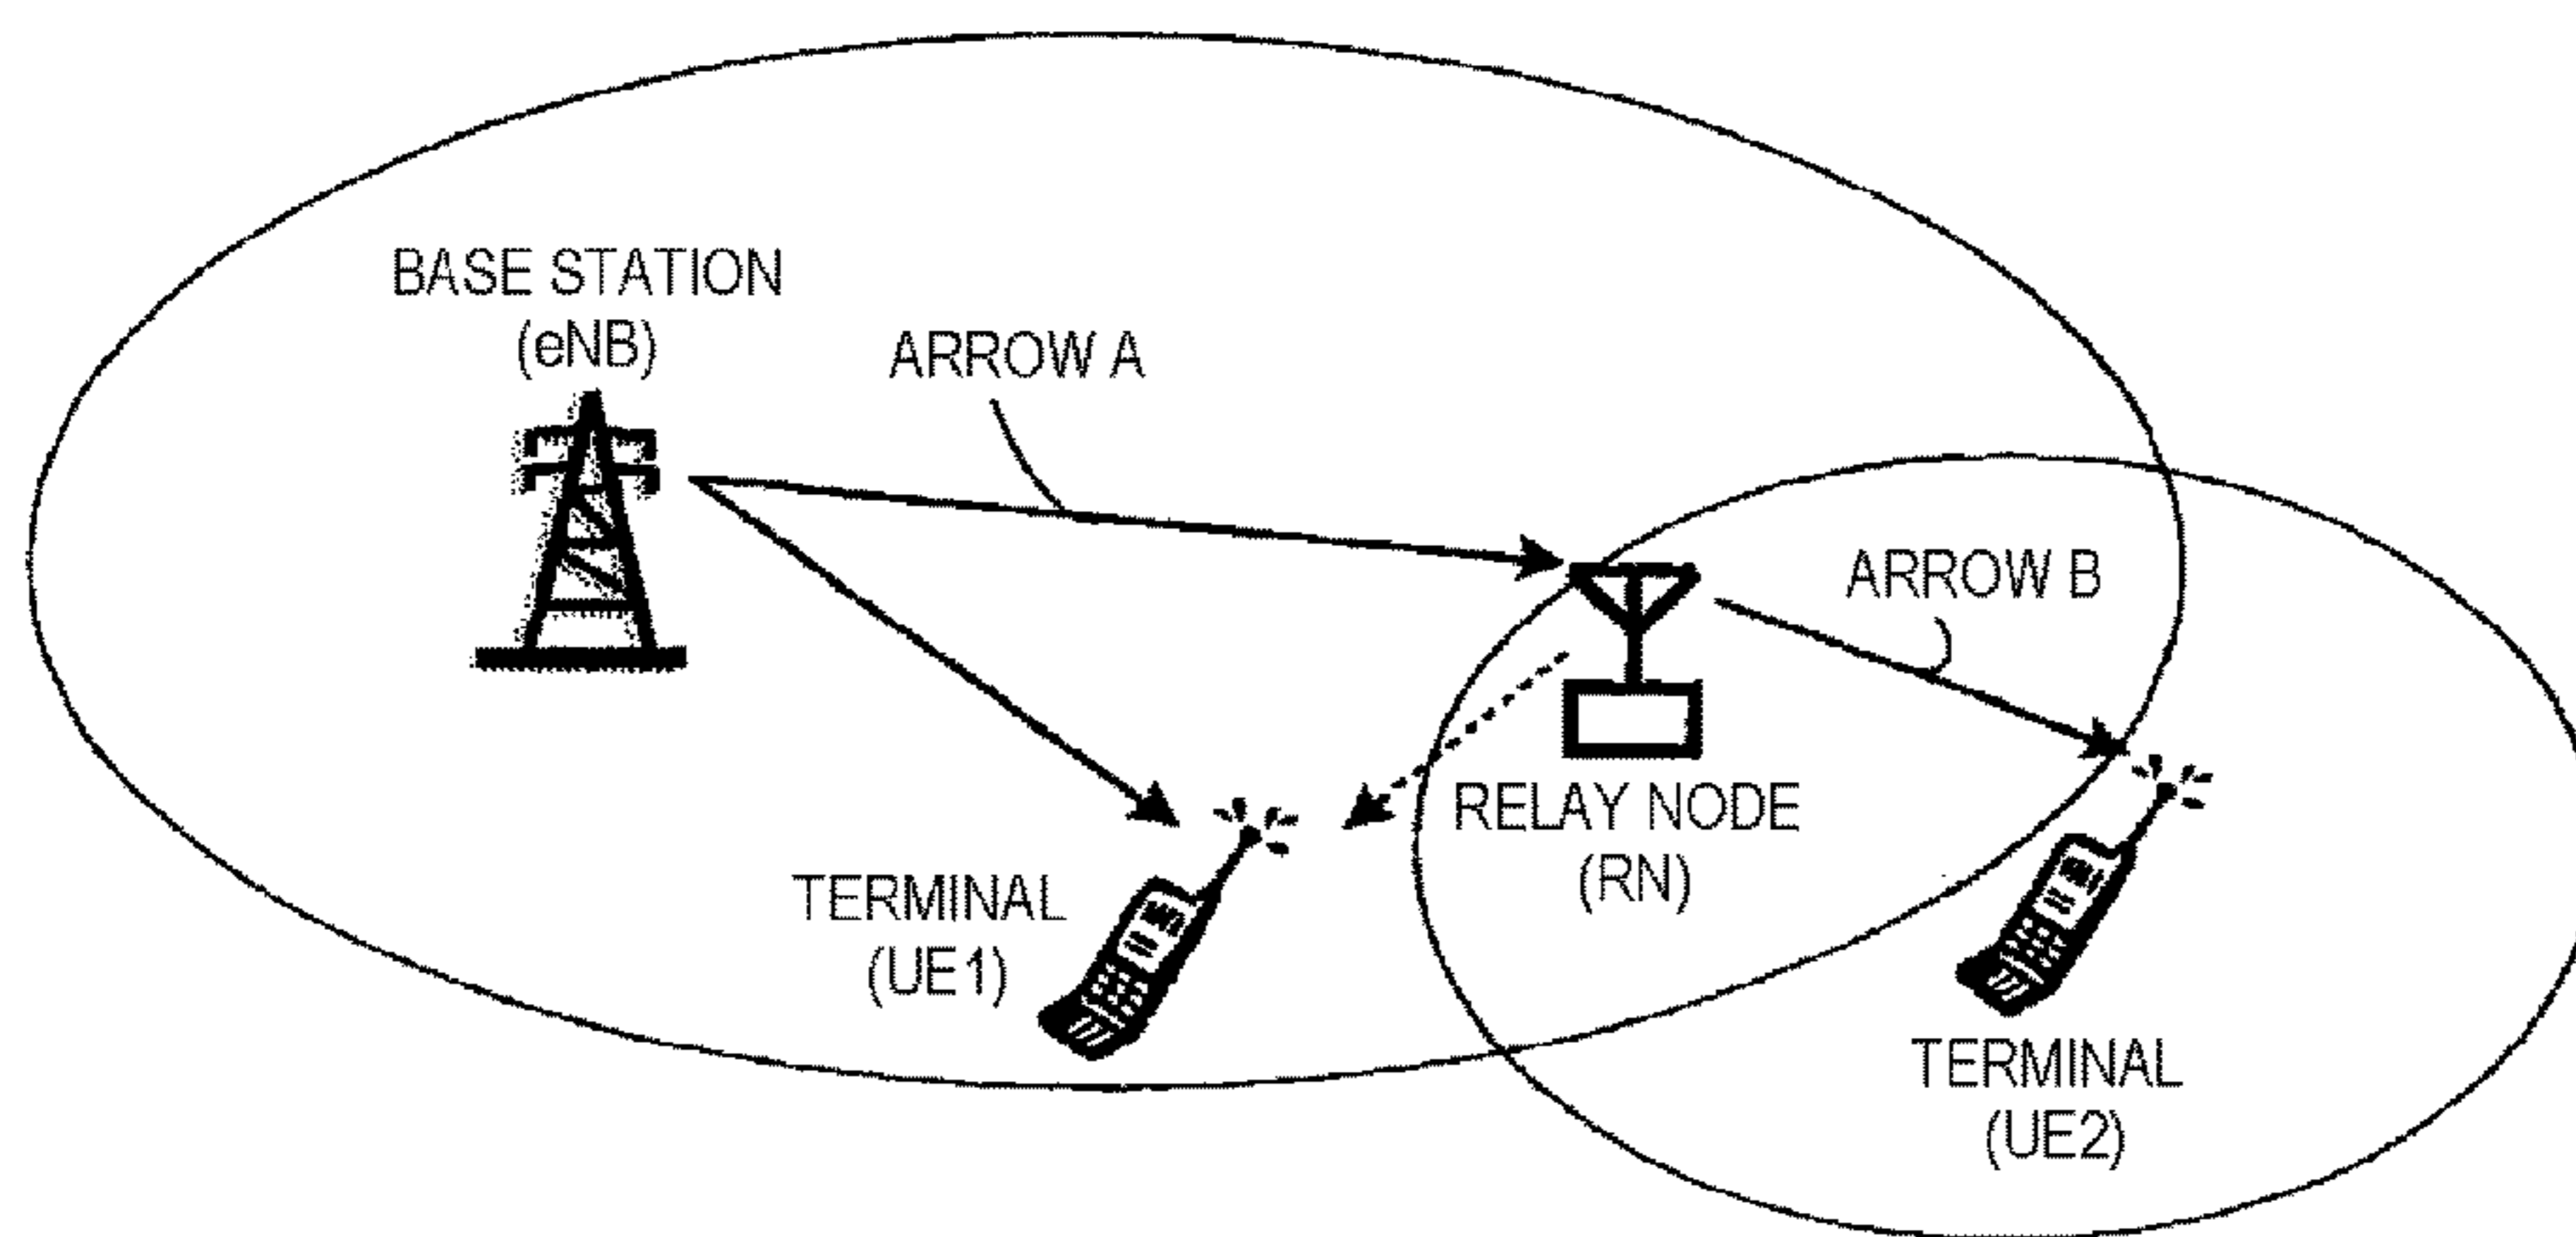 BASE STATION
(eNB)
ARROW A
ARROW B
RELAY NODE
(RN)
TERMINAL
(UE1)
TERMINAL
(UE2)